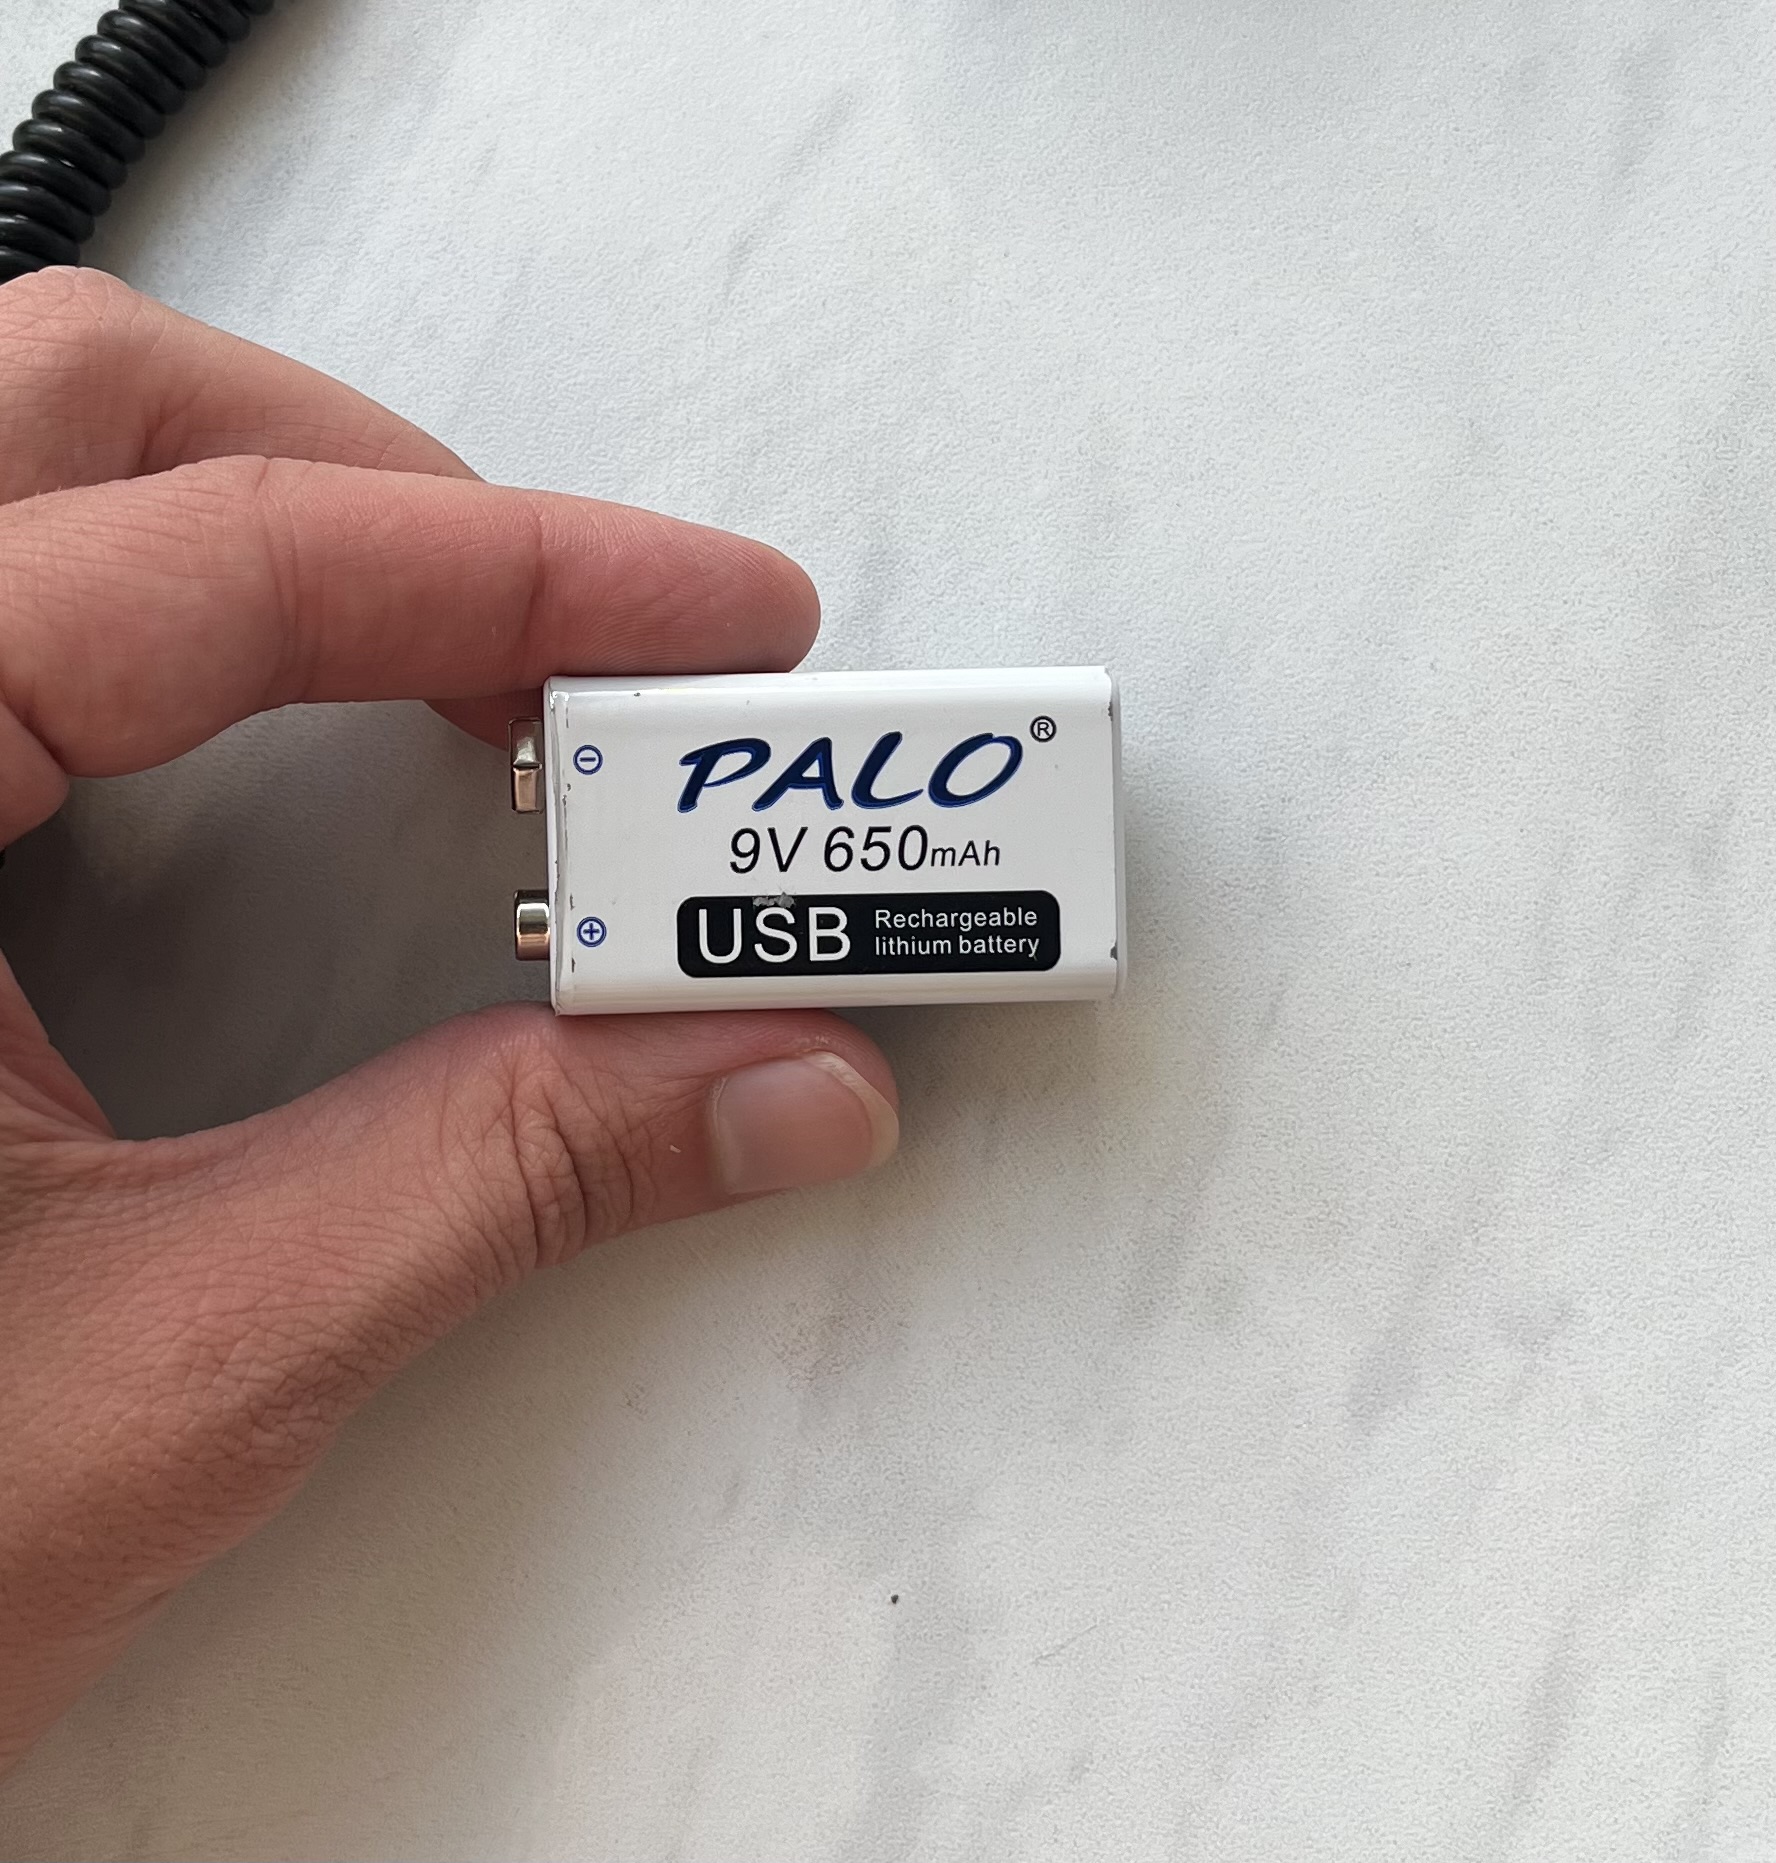 PALO®
9V 650mAh
USB Rechargeable
lithium battery